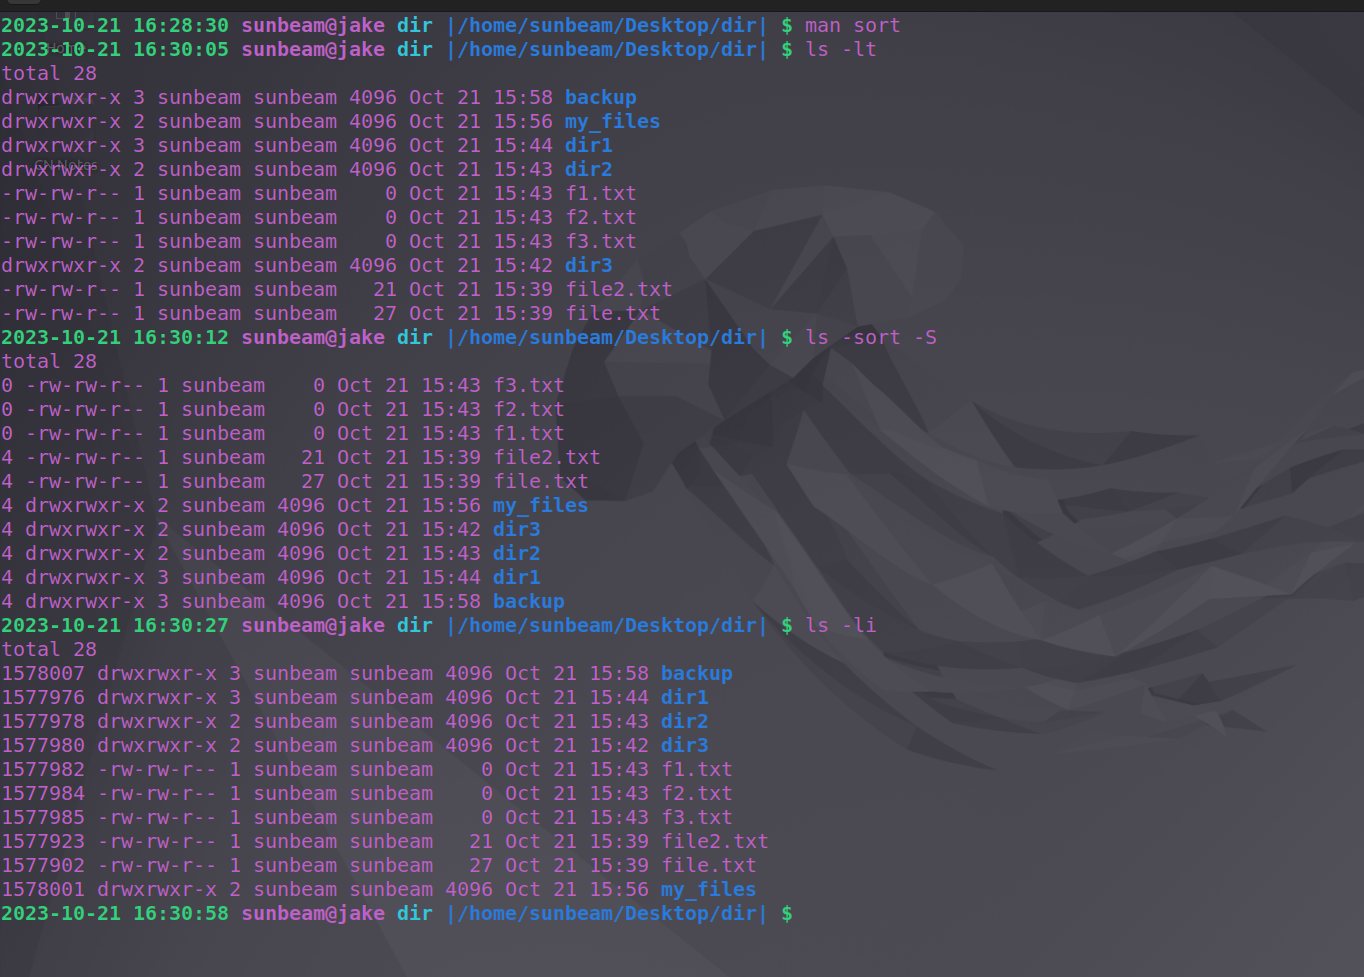 2023-10-21 16:28:30 sunbeam@jake dir |/home/sunbeam/Desktop/dir| $ man sort
2023-10-21 16:30:05 sunbeam@jake dir |/home/sunbeam/Desktop/dir| $ ls -lt
total 28
drwxrwxr-x 3 sunbeam sunbeam 4096 Oct 21 15:58 backup
drwxrwxr-x 2 sunbeam sunbeam 4096 Oct 21 15:56 my_files
drwxrwxr-x 3 sunbeam sunbeam 4096 Oct 21 15:44 dir1
drwxrwxr-x 2 sunbeam sunbeam 4096 Oct 21 15:43 dir2
-rw-rw-r-- 1 sunbeam sunbeam    0 Oct 21 15:43 f1.txt
-rw-rw-r-- 1 sunbeam sunbeam    0 Oct 21 15:43 f2.txt
-rw-rw-r-- 1 sunbeam sunbeam    0 Oct 21 15:43 f3.txt
drwxrwxr-x 2 sunbeam sunbeam 4096 Oct 21 15:42 dir3
-rw-rw-r-- 1 sunbeam sunbeam   21 Oct 21 15:39 file2.txt
-rw-rw-r-- 1 sunbeam sunbeam   27 Oct 21 15:39 file.txt
2023-10-21 16:30:12 sunbeam@jake dir |/home/sunbeam/Desktop/dir| $ ls -sort -S
total 28
0 -rw-rw-r-- 1 sunbeam    0 Oct 21 15:43 f3.txt
0 -rw-rw-r-- 1 sunbeam    0 Oct 21 15:43 f2.txt
0 -rw-rw-r-- 1 sunbeam    0 Oct 21 15:43 f1.txt
4 -rw-rw-r-- 1 sunbeam   21 Oct 21 15:39 file2.txt
4 -rw-rw-r-- 1 sunbeam   27 Oct 21 15:39 file.txt
4 drwxrwxr-x 2 sunbeam 4096 Oct 21 15:56 my_files
4 drwxrwxr-x 2 sunbeam 4096 Oct 21 15:42 dir3
4 drwxrwxr-x 2 sunbeam 4096 Oct 21 15:43 dir2
4 drwxrwxr-x 3 sunbeam 4096 Oct 21 15:44 dir1
4 drwxrwxr-x 3 sunbeam 4096 Oct 21 15:58 backup
2023-10-21 16:30:27 sunbeam@jake dir |/home/sunbeam/Desktop/dir| $ ls -li
total 28
1578007 drwxrwxr-x 3 sunbeam sunbeam 4096 Oct 21 15:58 backup
1577976 drwxrwxr-x 3 sunbeam sunbeam 4096 Oct 21 15:44 dir1
1577978 drwxrwxr-x 2 sunbeam sunbeam 4096 Oct 21 15:43 dir2
1577980 drwxrwxr-x 2 sunbeam sunbeam 4096 Oct 21 15:42 dir3
1577982 -rw-rw-r-- 1 sunbeam sunbeam    0 Oct 21 15:43 f1.txt
1577984 -rw-rw-r-- 1 sunbeam sunbeam    0 Oct 21 15:43 f2.txt
1577985 -rw-rw-r-- 1 sunbeam sunbeam    0 Oct 21 15:43 f3.txt
1577923 -rw-rw-r-- 1 sunbeam sunbeam   21 Oct 21 15:39 file2.txt
1577902 -rw-rw-r-- 1 sunbeam sunbeam   27 Oct 21 15:39 file.txt
1578001 drwxrwxr-x 2 sunbeam sunbeam 4096 Oct 21 15:56 my_files
2023-10-21 16:30:58 sunbeam@jake dir |/home/sunbeam/Desktop/dir| $
Home
CN Notes